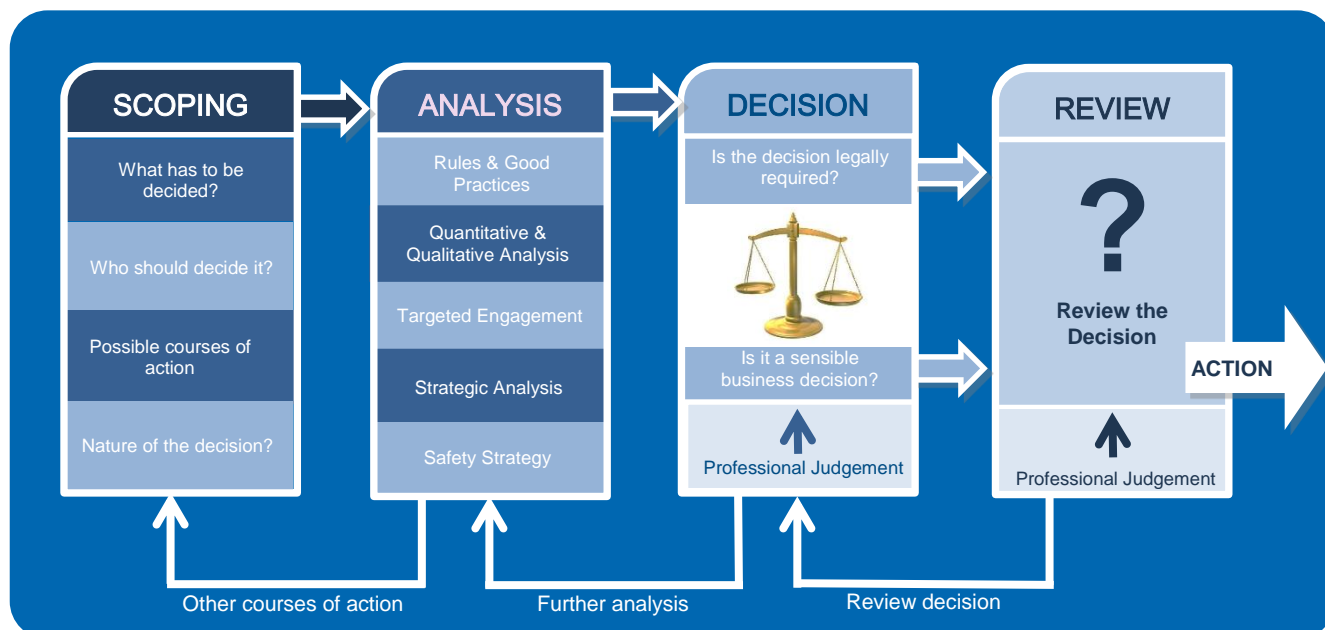 SCOPING
What has to be
decided?
Who should decide it?
Possible courses of
action
Nature of the decision?
ANALYSIS
Rules & Good
Practices
Quantitative &
Qualitative Analysis
Targeted Engagement
Strategic Analysis
Safety Strategy
DECISION
Is the decision legally
required?
Is it a sensible
business decision?
Professional Judgement
REVIEW
?
Review the
Decision
Professional Judgement
ACTION
Other courses of action
Further analysis
Review decision